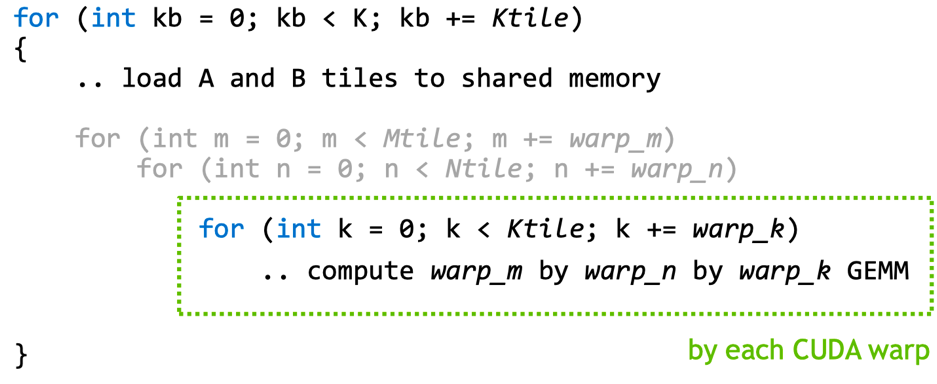 for (int kb = 0; kb < K; kb += Ktile)
{
.. load A and B tiles to shared memory
for (int m = 0; m < Mtile; m += warp_m)
for (int n = 0; n < Ntile; n += warp_n)
for (int k = 0; k < Ktile; k += warp_k)
.. compute warp_m by warp_n by warp_k GEMM
}
by each CUDA warp